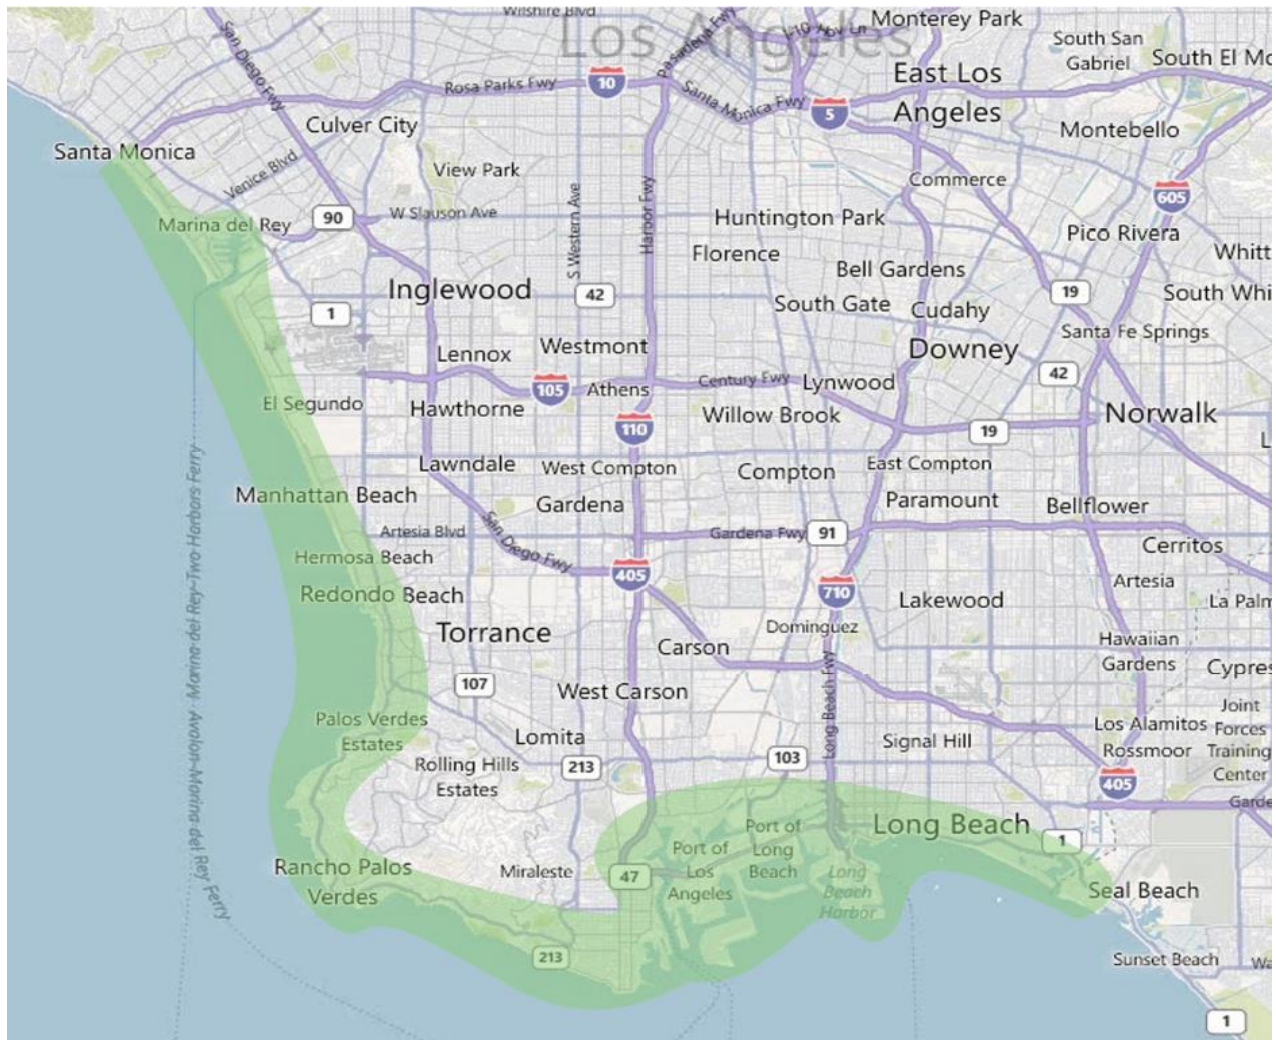 Wilshire Blvd
Los Angeles
Pasadena Fwy
I-10 Abv Ln
Monterey Park
South San
Gabriel
South El Mo
San Diego Fwy
Rosa Parks Fwy
10
Santa Monica Fwy
5
East Los
Angeles
Culver City
Montebello
Santa Monica
Venice Blvd
View Park
Commerce
605
Marina del Rey
90
W Slauson Ave
S Western Ave
Harbor Fwy
Huntington Park
Pico Rivera
Florence
Whitt
Bell Gardens
Inglewood
42
South Gate
Cudahy
19
South Whi
1
Santa Fe Springs
Lennox
Westmont
Downey
105
Athens
Century Fwy
Lynwood
42
El Segundo
Hawthorne
110
Willow Brook
19
Norwalk
L
Lawndale
West Compton
Compton
East Compton
Manhattan Beach
Gardena
Paramount
Bellflower
Artesia Blvd
San Diego Fwy
Gardena Fwy
91
Cerritos
Hermosa Beach
405
Artesia
Redondo Beach
710
Lakewood
La Palm
Torrance
Dominguez
Carson
Hawaiian
Gardens
Cypres
Avalon-Marina del Rey · Marina del Rey-Two Harbors Ferry
107
West Carson
Long Beach Fwy
Joint
Forces
Training
Center
Palos Verdes
Estates
Lomita
Signal Hill
Los Alamitos
Rossmoor
Rolling Hills
Estates
213
103
405
Garde
Port of
Long
Beach
Long Beach
1
Port of
Los
Angeles
Rancho Palos
Verdes
Miraleste
47
Long
Beach
Harbor
Seal Beach
del Rey Ferry
213
Sunset Beach
Wa
1